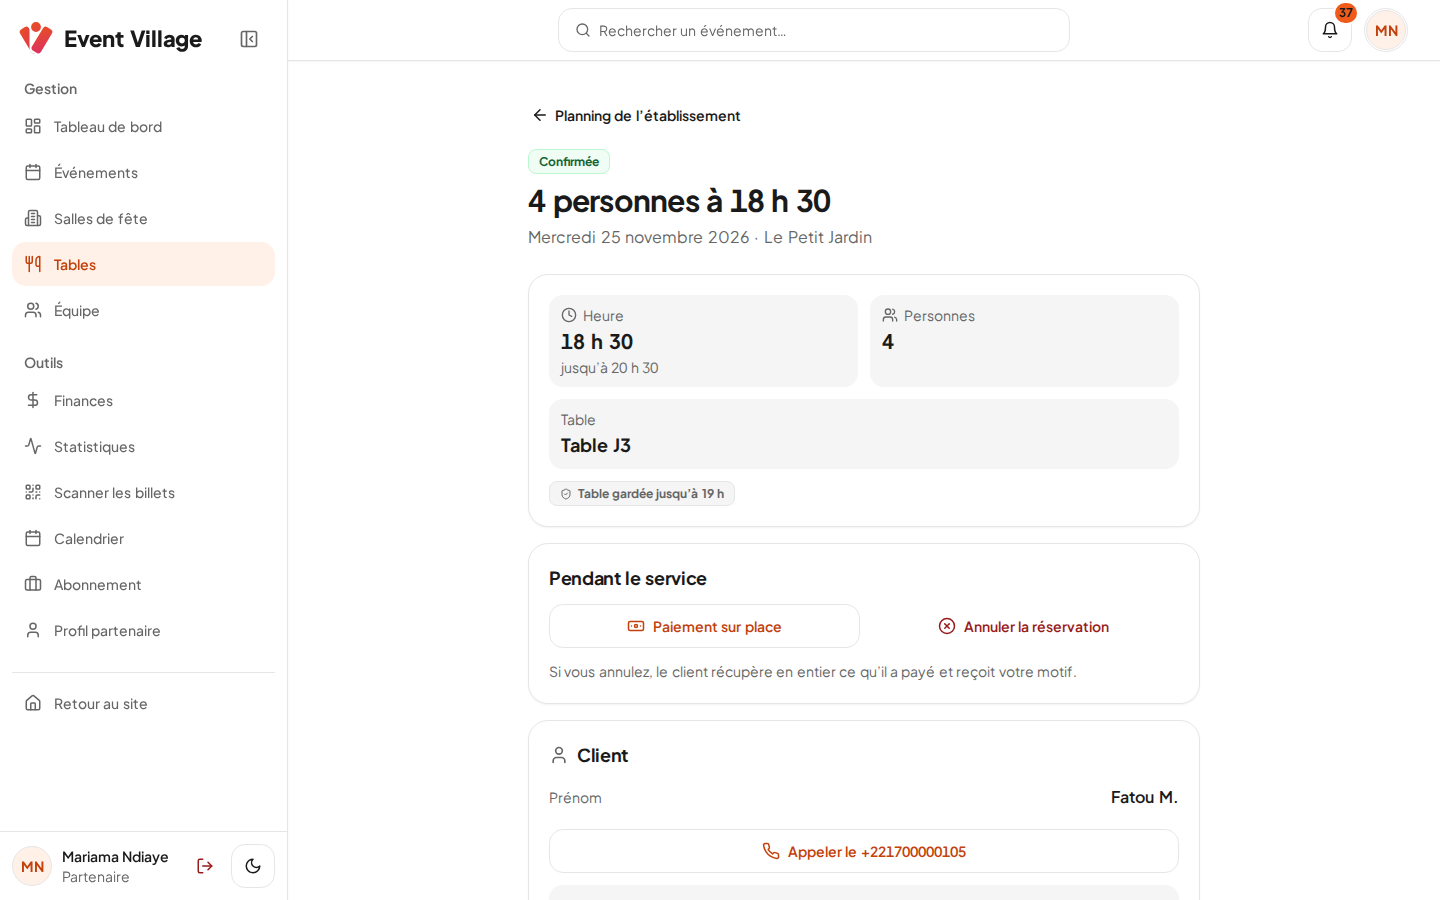 Event Village
Rechercher un événement...
37
MN
Gestion
Tableau de bord
Événements
Salles de fête
Tables
Équipe
Outils
Finances
Statistiques
Scanner les billets
Calendrier
Abonnement
Profil partenaire
Retour au site
MN
Mariama Ndiaye
Partenaire
Planning de l'établissement
Confirmée
4 personnes à 18 h 30
Mercredi 25 novembre 2026 · Le Petit Jardin
Heure
18 h 30
jusqu'à 20 h 30
Personnes
4
Table
Table J3
Table gardée jusqu'à 19 h
Pendant le service
Paiement sur place
Annuler la réservation
Si vous annulez, le client récupère en entier ce qu'il a payé et reçoit votre motif.
Client
Prénom
Fatou M.
Appeler le +221700000105